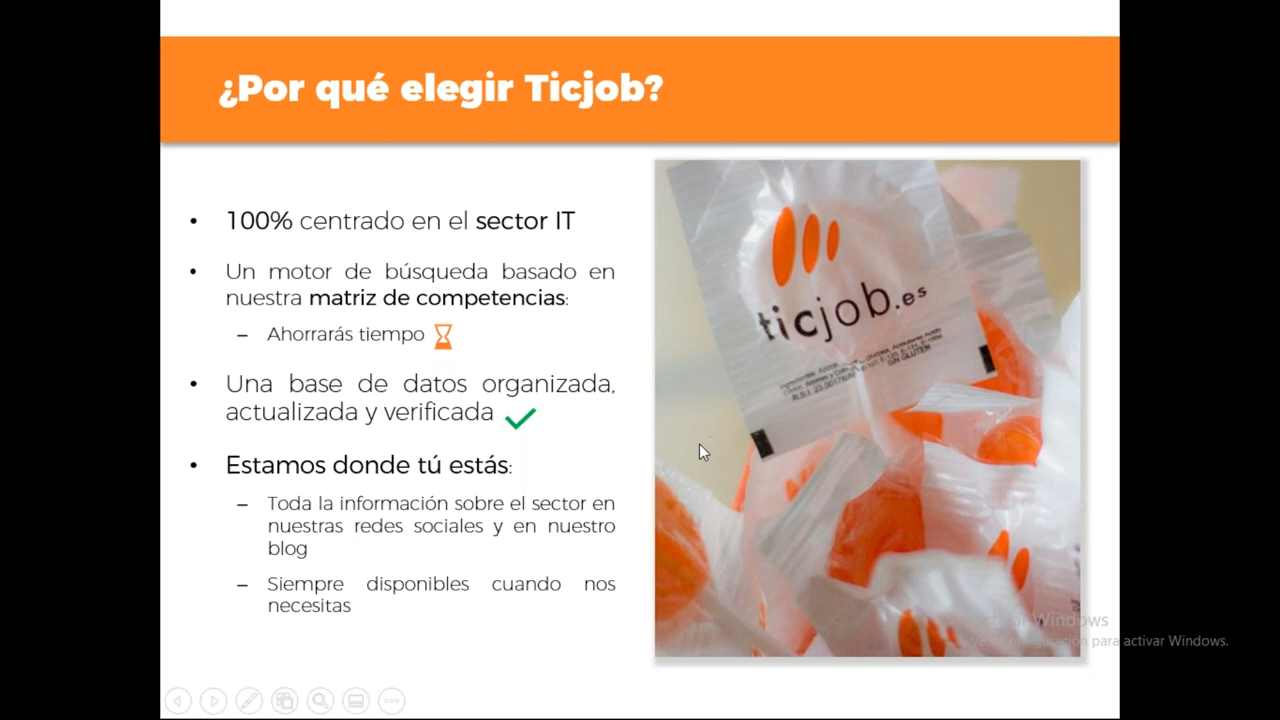 ¿Por qué elegir Ticjob?
• 100% centrado en el sector IT
• Un motor de búsqueda basado en
nuestra matriz de competencias:
– Ahorrarás tiempo
• Una base de datos organizada,
actualizada y verificada
• Estamos donde tú estás:
– Toda la información sobre el sector en
nuestras redes sociales y en nuestro
blog
– Siempre disponibles cuando nos
necesitas
ticjob.es
SIN GLUTEN
Windows
para activar Windows.